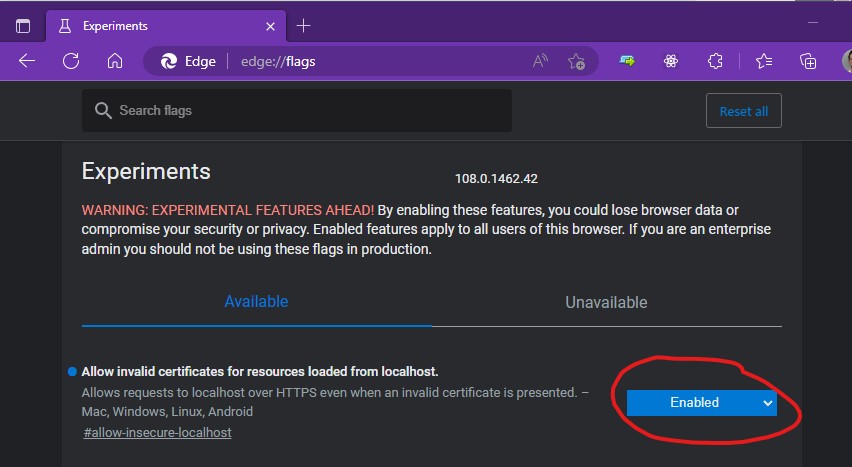 Experiments
Edge edge://flags
Search flags
Reset all
Experiments
108.0.1462.42
WARNING: EXPERIMENTAL FEATURES AHEAD! By enabling these features, you could lose browser data or
compromise your security or privacy. Enabled features apply to all users of this browser. If you are an enterprise
admin you should not be using these flags in production.
Available
Unavailable
Allow invalid certificates for resources loaded from localhost.
Allows requests to localhost over HTTPS even when an invalid certificate is presented. –
Mac, Windows, Linux, Android
#allow-insecure-localhost
Enabled